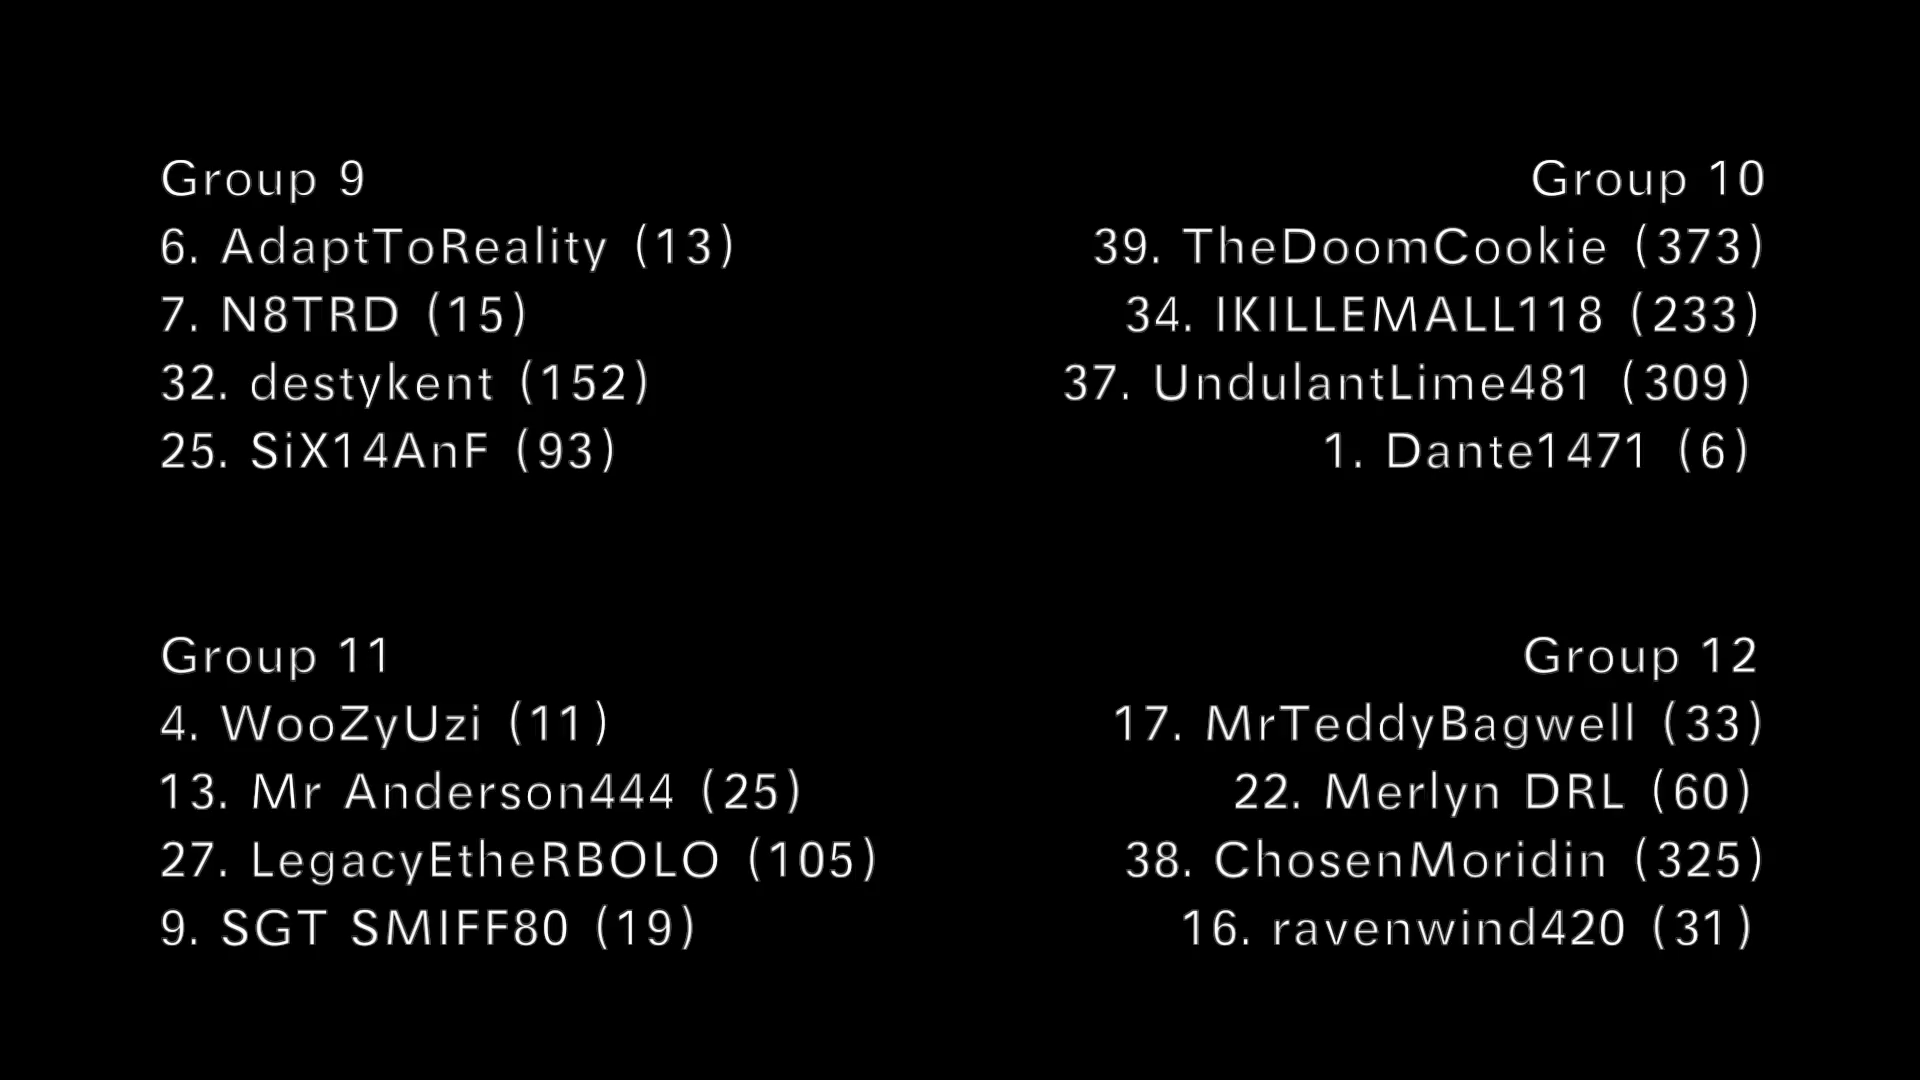 Group 9
6. AdaptToReality (13)
7. N8TRD (15)
32. destykent (152)
25. SiX14AnF (93)
Group 10
39. TheDoomCookie (373)
34. IKILLEMALL118 (233)
37. UndulantLime481 (309)
1. Dante1471 (6)
Group 11
4. WooZyUzi (11)
13. Mr Anderson444 (25)
27. LegacyEtheRBOLO (105)
9. SGT SMIFF80 (19)
Group 12
17. MrTeddyBagwell (33)
22. Merlyn DRL (60)
38. ChosenMoridin (325)
16. ravenwind420 (31)